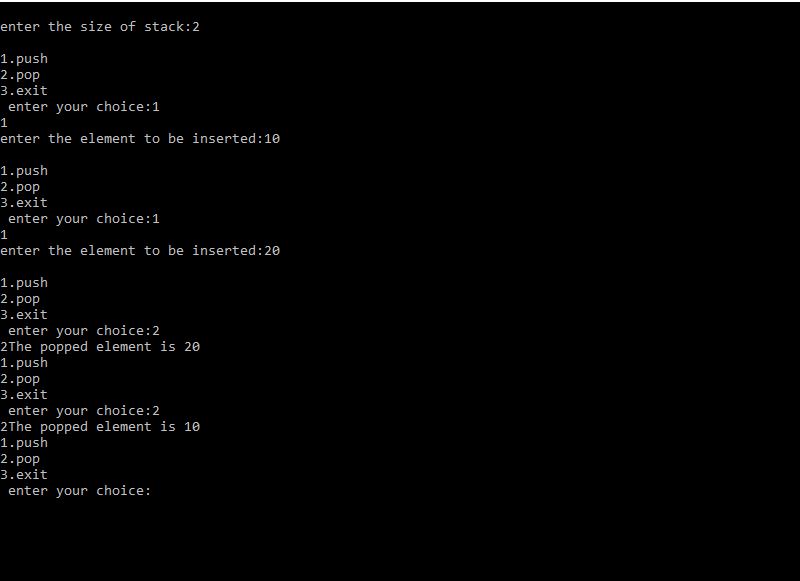 enter the size of stack:2
1.push
2.pop
3.exit
enter your choice:1
1
enter the element to be inserted:10
1.push
2.pop
3.exit
enter your choice:1
1
enter the element to be inserted:20
1.push
2.pop
3.exit
enter your choice:2
2The popped element is 20
1.push
2.pop
3.exit
enter your choice:2
2The popped element is 10
1.push
2.pop
3.exit
enter your choice: